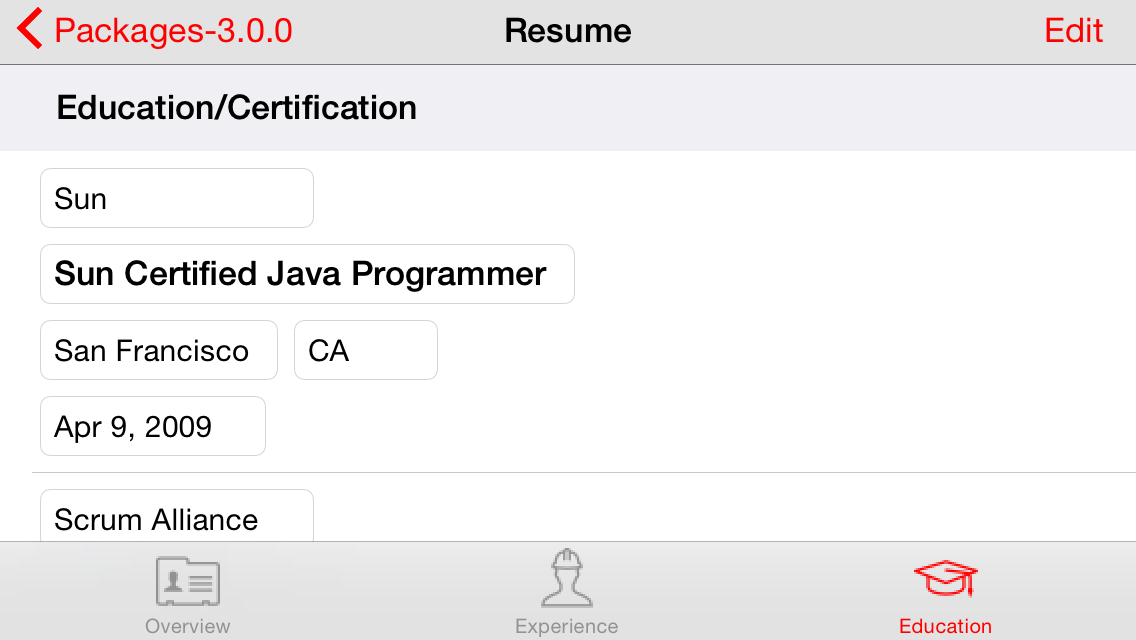 Packages-3.0.0 Resume Edit
Education/Certification
Sun
Sun Certified Java Programmer
San Francisco CA
Apr 9, 2009
Scrum Alliance
Overview Experience Education